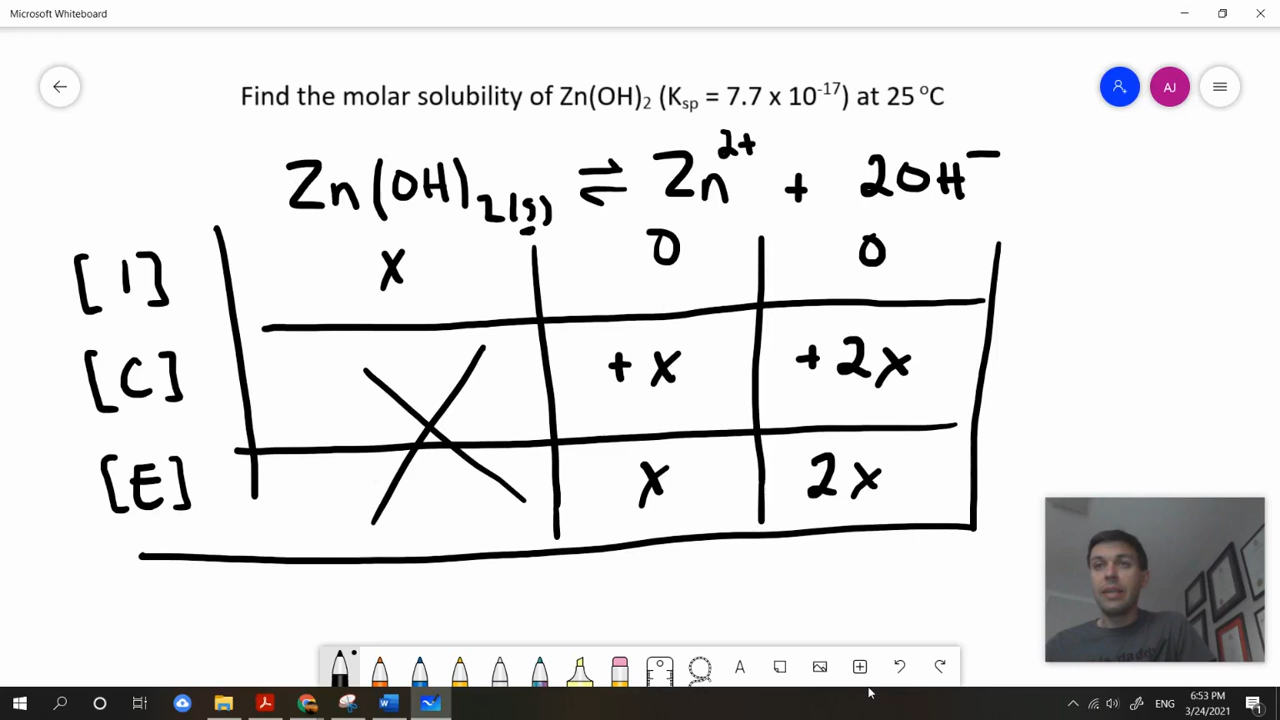 Microsoft Whiteboard
AJ
Find the molar solubility of Zn(OH)₂ (Kₛₚ = 7.7 x 10⁻¹⁷) at 25 °C
Zn(OH)₂₍ₛ₎ ⇌ Zn²⁺ + 2OH⁻
[I] X 0 0
[C] +x +2x
[E] x 2x
A
ENG
6:53 PM
3/24/2021
1